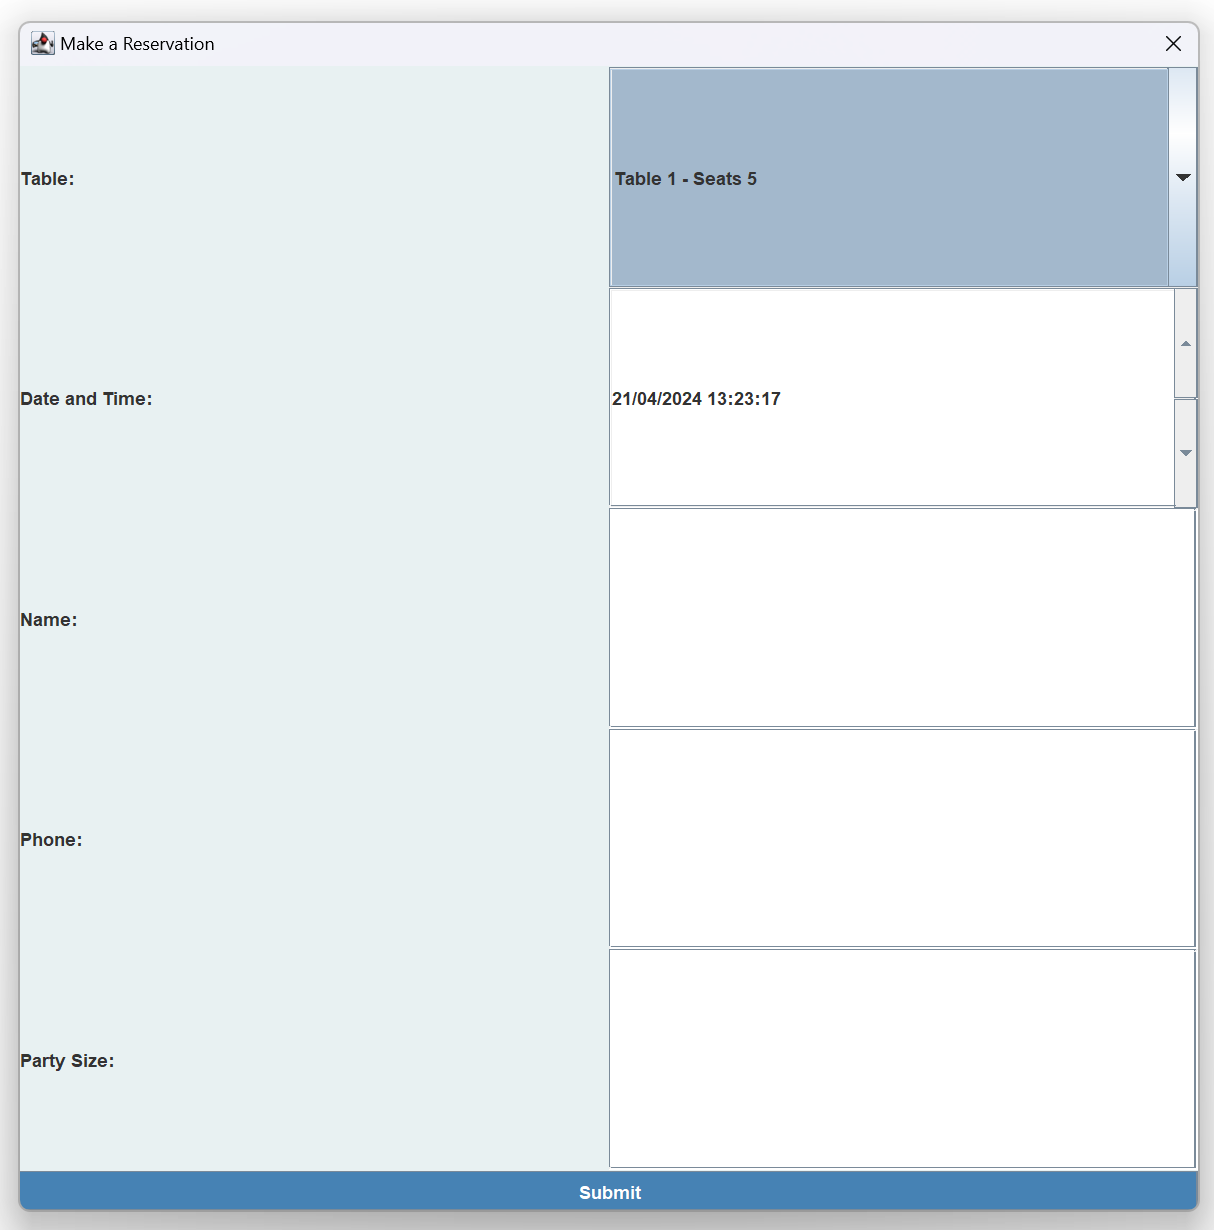 Make a Reservation
Table:
Table 1 - Seats 5
Date and Time:
21/04/2024 13:23:17
Name:
Phone:
Party Size:
Submit